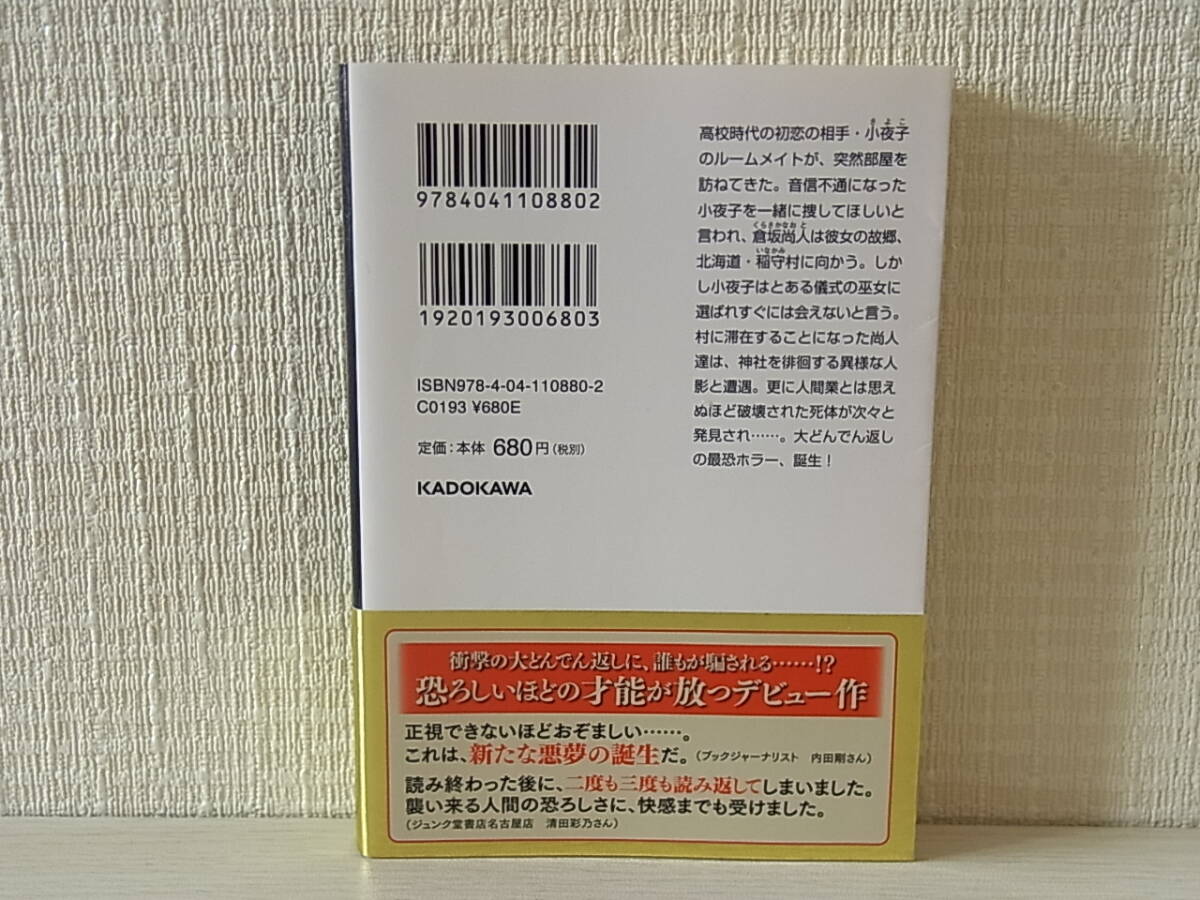 9784041108802
1920193006803
ISBN978-4-04-110880-2
C0193 ¥680E
定価:本体 680円(税別)
KADOKAWA
高校時代の初恋の相手・小夜子
のルームメイトが、突然部屋を
訪ねてきた。音信不通になった
小夜子を一緒に捜してほしいと
言われ、倉坂尚人は彼女の故郷、
北海道・稲守村に向かう。しか
し小夜子はとある儀式の巫女に
選ばれすぐには会えないと言う。
村に滞在することになった尚人
達は、神社を徘徊する異様な人
影と遭遇。更に人間業とは思え
ぬほど破壊された死体が次々と
発見され……。大どんでん返し
の最恐ホラー、誕生!
衝撃の大どんでん返しに、誰もが騙される……!?
恐ろしいほどの才能が放つデビュー作
正視できないほどおぞましい……。
これは、新たな悪夢の誕生だ。(ブックジャーナリスト 内田剛さん)
読み終わった後に、二度も三度も読み返してしまいました。
襲い来る人間の恐ろしさに、快感までも受けました。
(ジュンク堂書店名古屋店 清田彩乃さん)